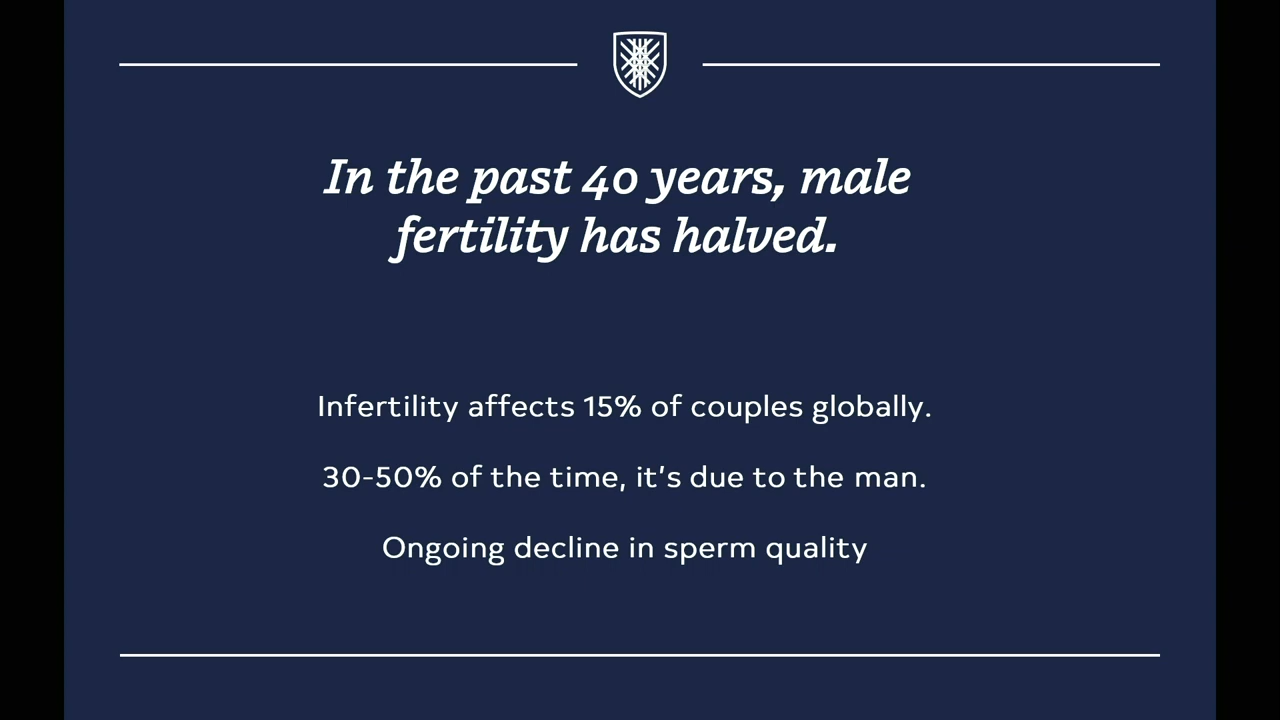 In the past 40 years, male
fertility has halved.
Infertility affects 15% of couples globally.
30-50% of the time, it's due to the man.
Ongoing decline in sperm quality